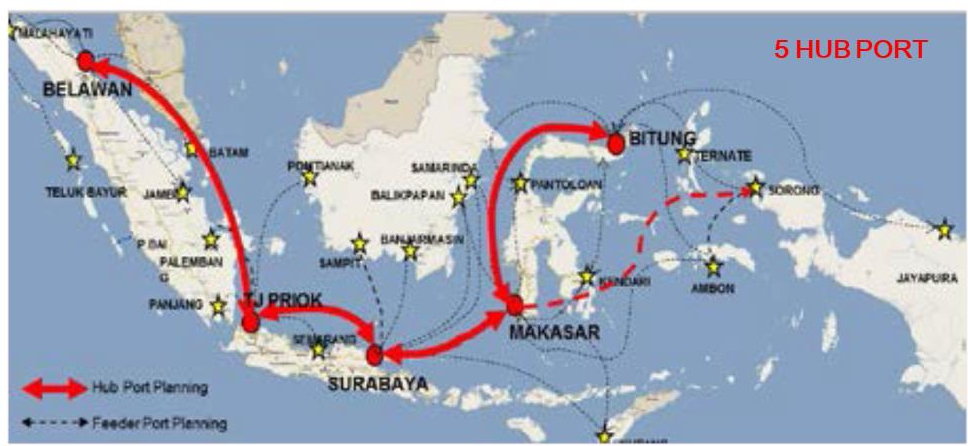 5 HUB PORT
MALAHAYATI
BELAWAN
BATAM
PONTIANAK
SAMARINDA
BITUNG
TERNATE
TELUK BAYUR
JAMBI
BALIKPAPAN
PANTOLOAN
SORONG
P BAI
PALEMBAN
G
SAMPIT
BANJARMASIN
KENDARI
AMBON
JAYAPURA
PANJANG
TJ PRIOK
MAKASAR
SEMARANG
SURABAYA
Hub Port Planning
Feeder Port Planning